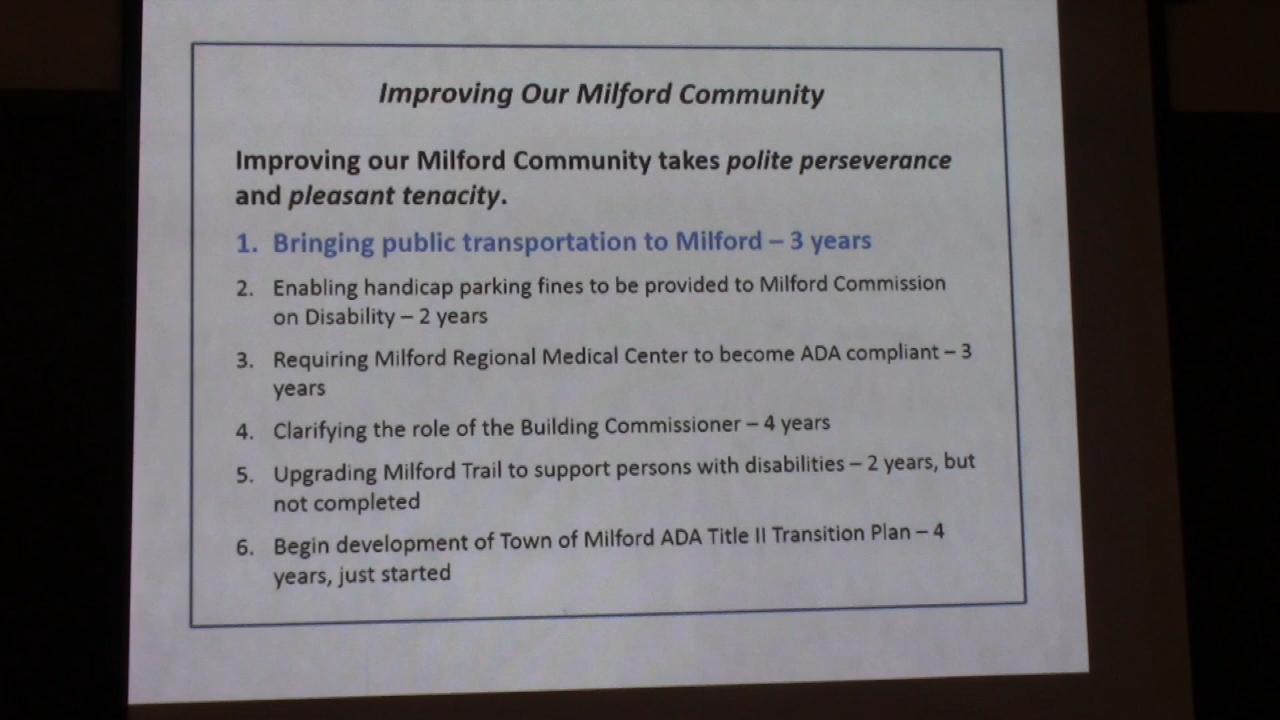 Improving Our Milford Community
Improving our Milford Community takes polite perseverance
and pleasant tenacity.
1. Bringing public transportation to Milford – 3 years
2. Enabling handicap parking fines to be provided to Milford Commission
on Disability – 2 years
3. Requiring Milford Regional Medical Center to become ADA compliant – 3
years
4. Clarifying the role of the Building Commissioner – 4 years
5. Upgrading Milford Trail to support persons with disabilities – 2 years, but
not completed
6. Begin development of Town of Milford ADA Title II Transition Plan – 4
years, just started